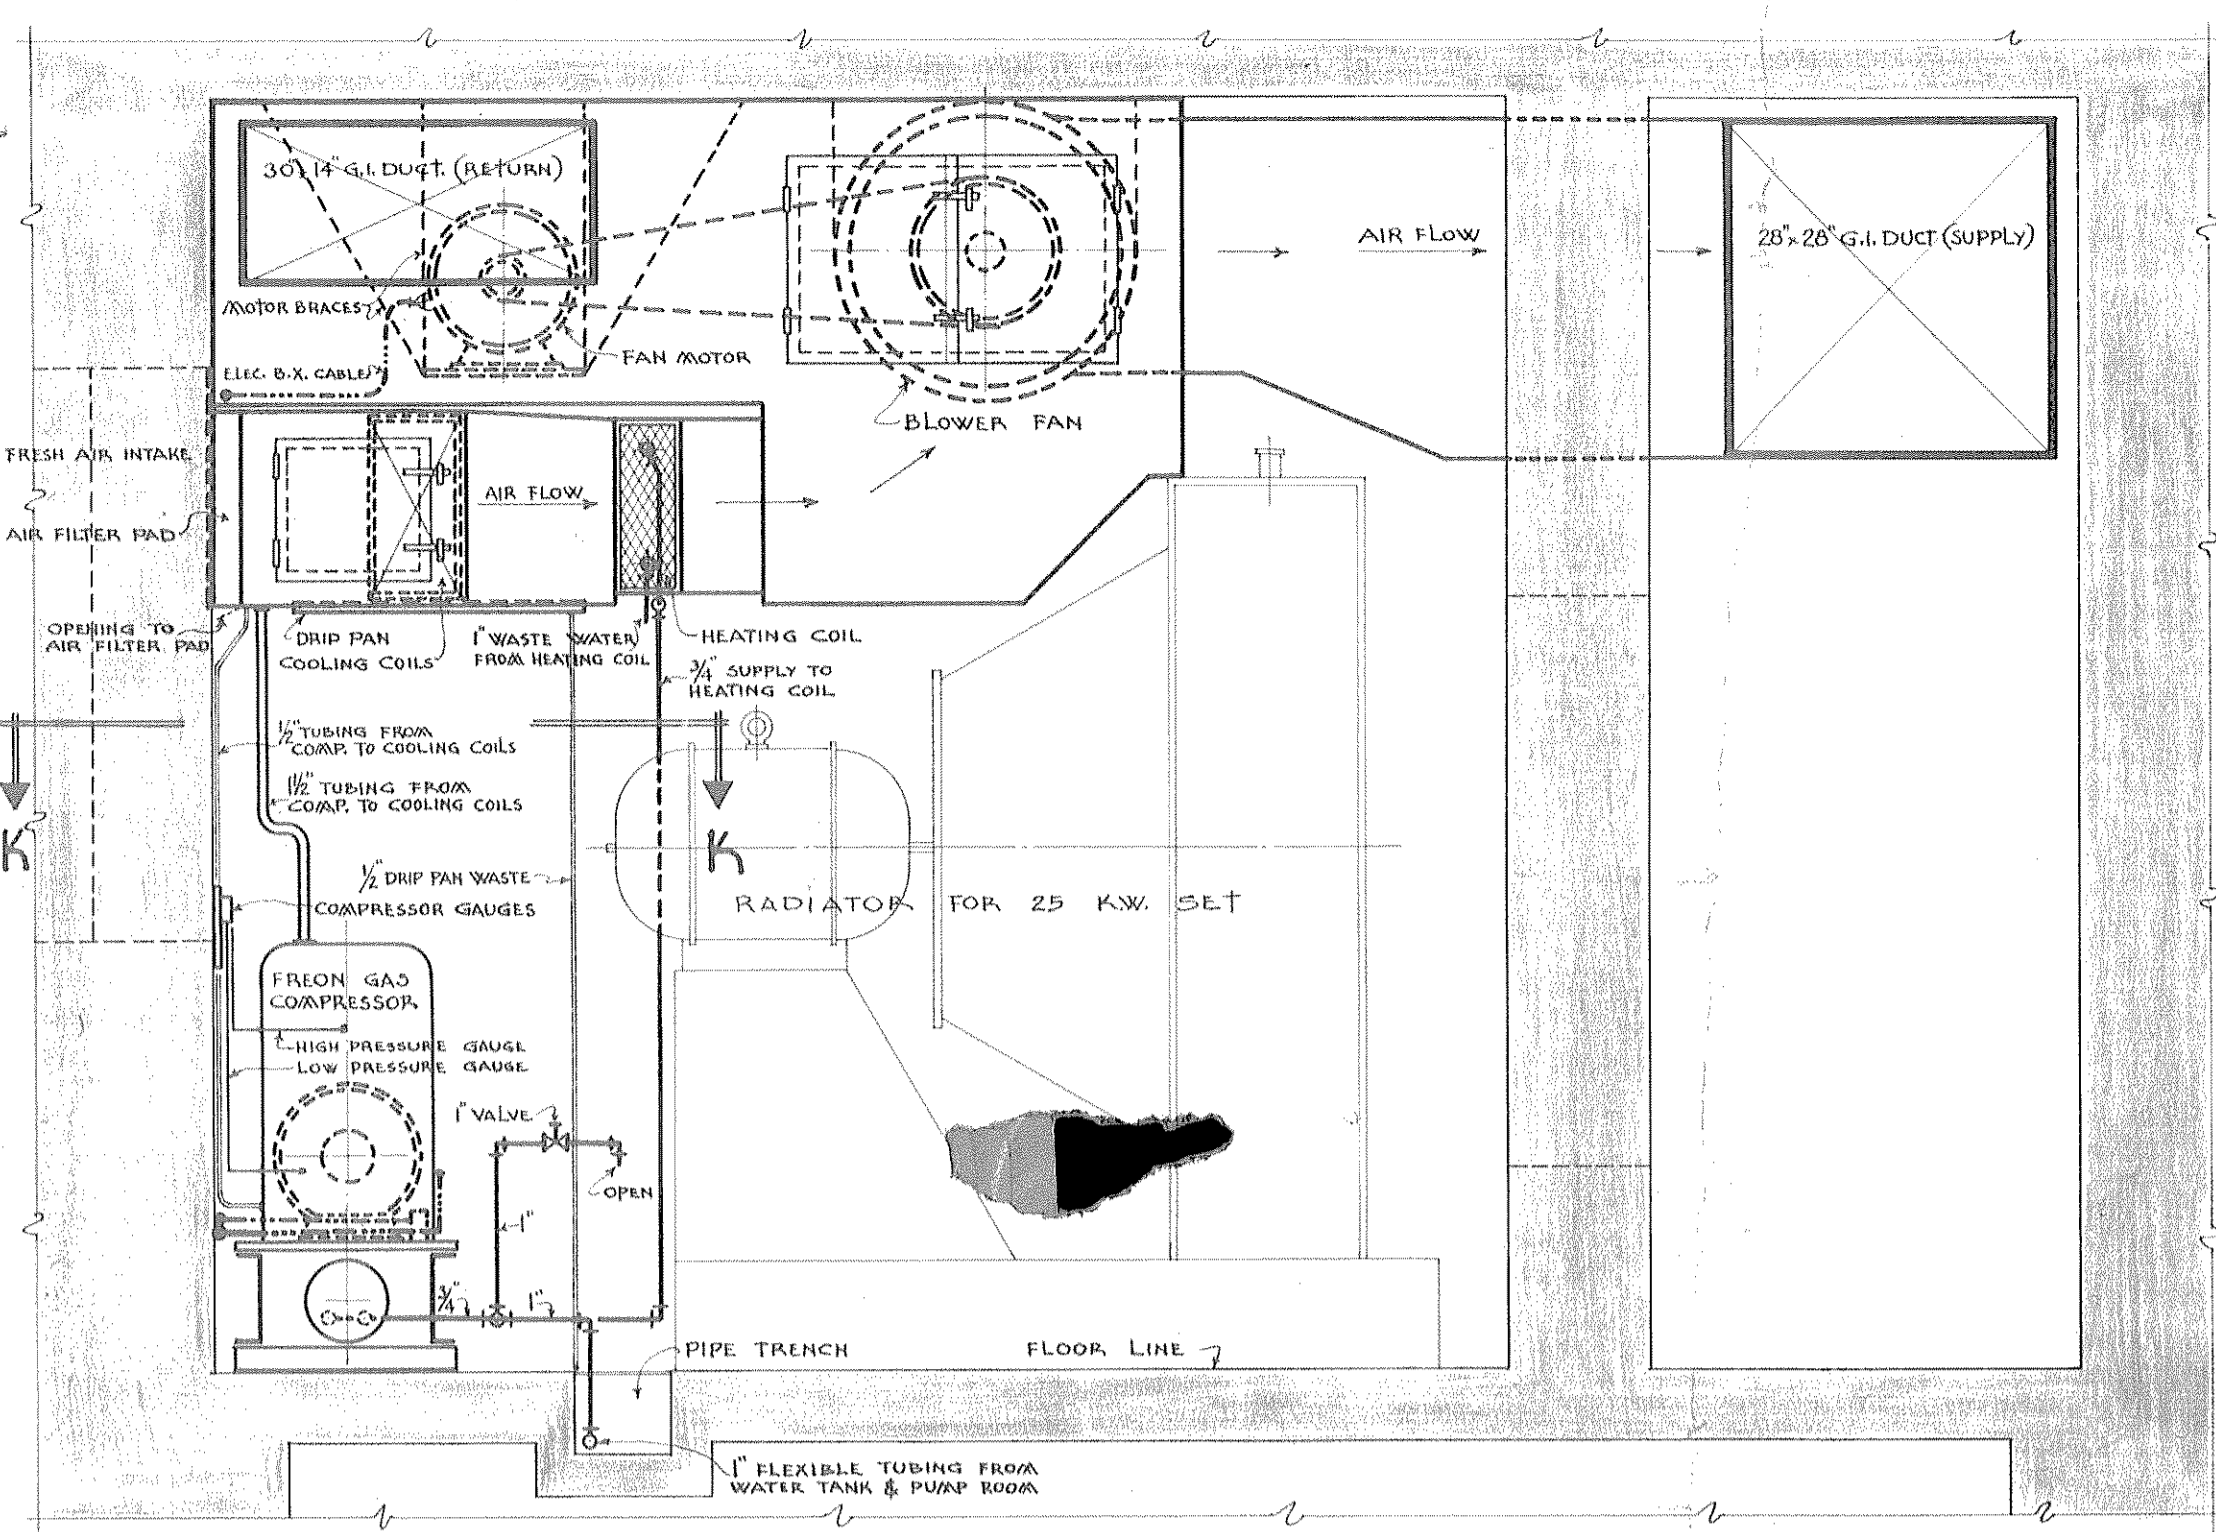 30"x14" G.I. DUCT. (RETURN)
AIR FLOW
28"x28" G.I. DUCT (SUPPLY)
MOTOR BRACES
FAN MOTOR
ELEC. B.X. CABLES
BLOWER FAN
FRESH AIR INTAKE
AIR FLOW
AIR FILTER PAD
OPENING TO
AIR FILTER PAD
DRIP PAN
COOLING COILS
1" WASTE WATER
FROM HEATING COIL
HEATING COIL
3/4" SUPPLY TO
HEATING COIL
1/2" TUBING FROM
COMP. TO COOLING COILS
1 1/2" TUBING FROM
COMP. TO COOLING COILS
K
K
1/2" DRIP PAN WASTE
COMPRESSOR GAUGES
RADIATOR FOR 25 K.W. SET
FREON GAS
COMPRESSOR
HIGH PRESSURE GAUGE
LOW PRESSURE GAUGE
1" VALVE
OPEN
1"
3/4"
1"
PIPE TRENCH
FLOOR LINE
1" FLEXIBLE TUBING FROM
WATER TANK & PUMP ROOM